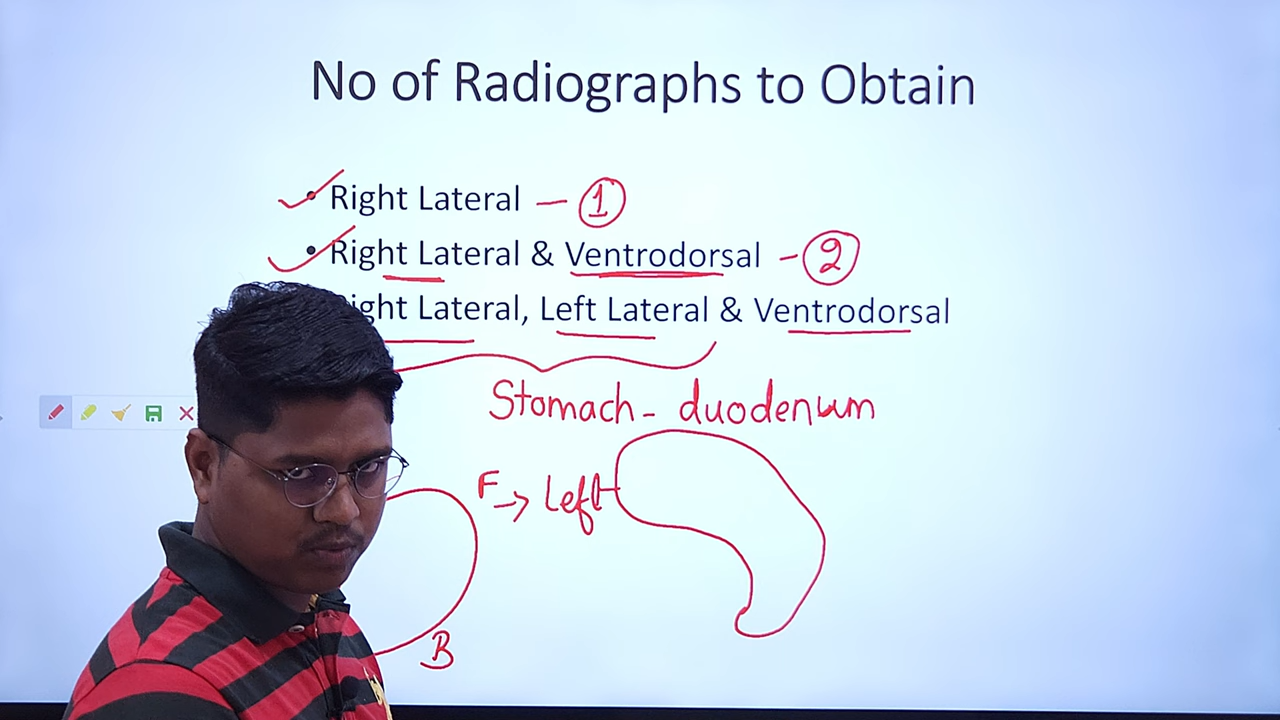 No of Radiographs to Obtain
• Right Lateral – 1
• Right Lateral & Ventrodorsal – 2
ight Lateral, Left Lateral & Ventrodorsal
Stomach - duodenum
F → Left
B